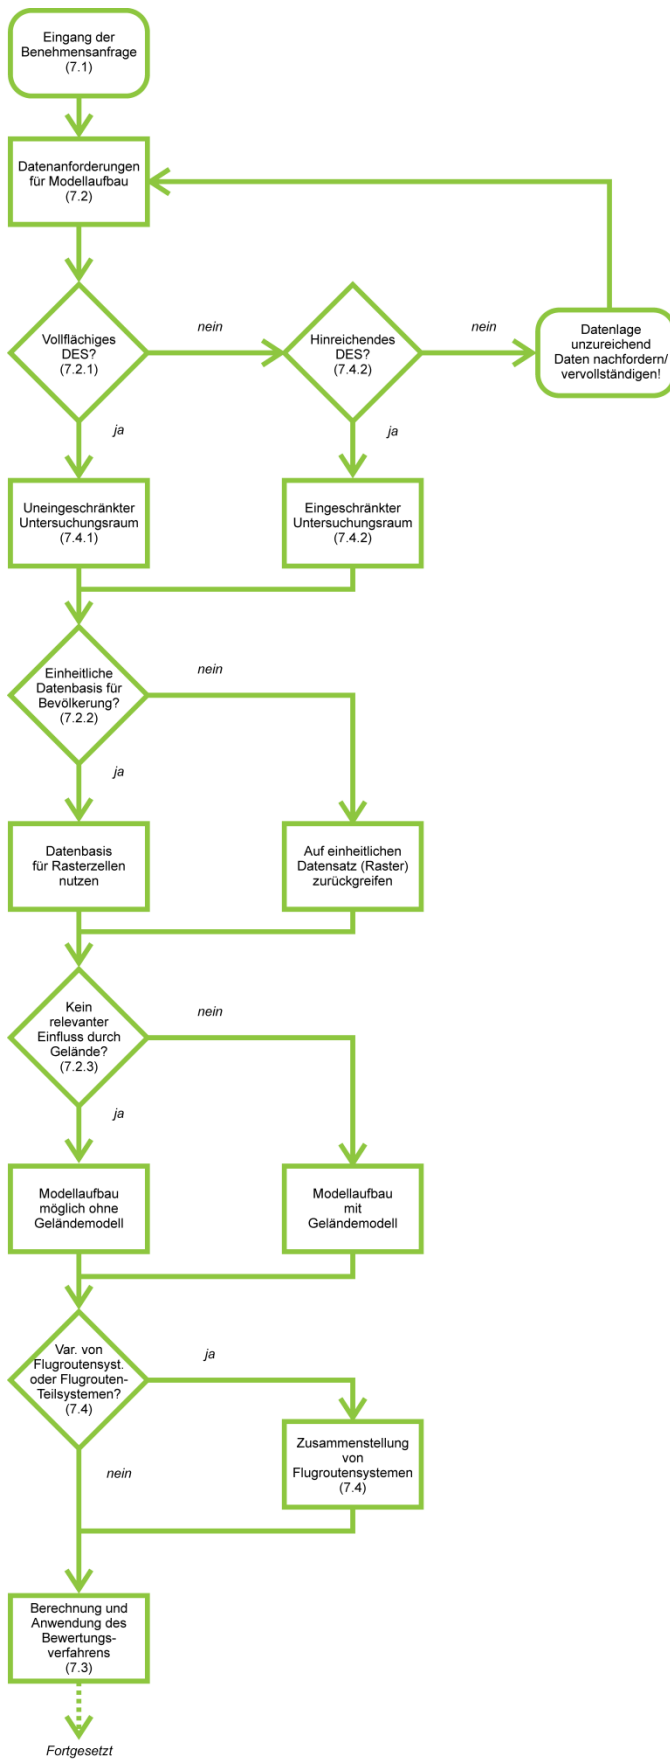 Eingang der
Benehmensanfrage
(7.1)
Datenanforderungen
für Modellaufbau
(7.2)
Vollflächiges
DES?
(7.2.1)
nein
Hinreichendes
DES?
(7.4.2)
nein
Datenlage
unzureichend
Daten nachfordern/
vervollständigen!
ja
ja
Uneingeschränkter
Untersuchungsraum
(7.4.1)
Eingeschränkter
Untersuchungsraum
(7.4.2)
Einheitliche
Datenbasis für
Bevölkerung?
(7.2.2)
nein
ja
Datenbasis
für Rasterzellen
nutzen
Auf einheitlichen
Datensatz (Raster)
zurückgreifen
Kein
relevanter
Einfluss durch
Gelände?
(7.2.3)
nein
ja
Modellaufbau
möglich ohne
Geländemodell
Modellaufbau
mit
Geländemodell
Var. von
Flugroutensyst.
oder Flugrouten-
Teilsystemen?
(7.4)
ja
nein
Zusammenstellung
von
Flugroutensystemen
(7.4)
Berechnung und
Anwendung des
Bewertungs-
verfahrens
(7.3)
Fortgesetzt